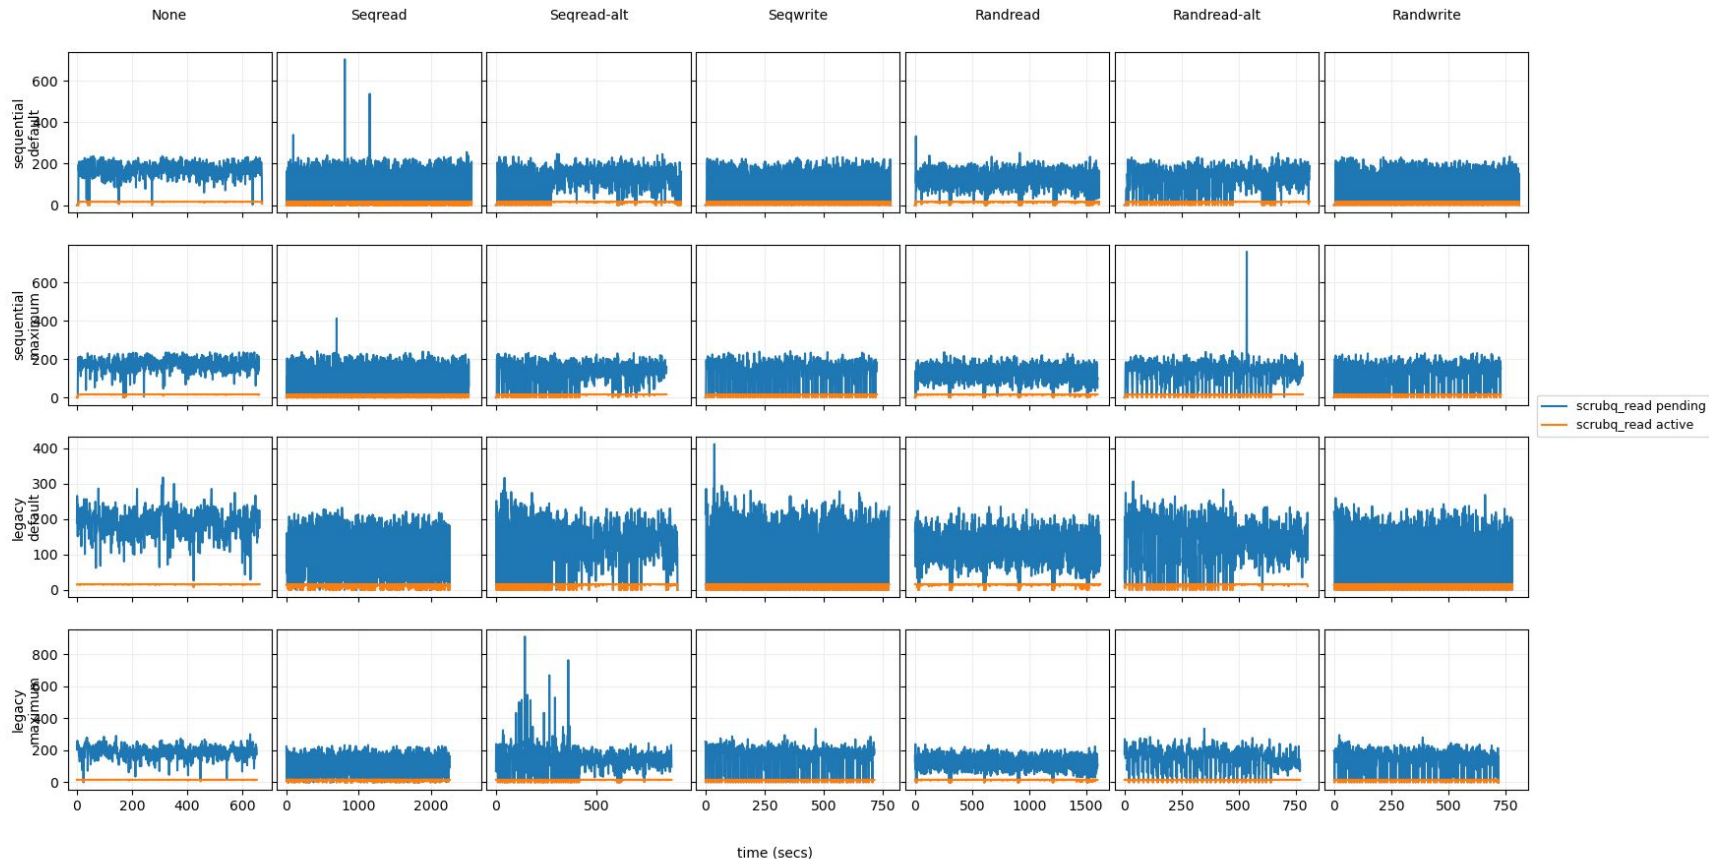 None Seqread Seqread-alt Seqwrite Randread Randread-alt Randwrite
sequential
default
600
400
200
0
sequential
maximum
600
400
200
0
scrubq_read pending
scrubq_read active
legacy
default
400
300
200
100
0
legacy
maximum
800
600
400
200
0
0 200 400 600 0 1000 2000 0 500 0 250 500 750 0 500 1000 1500 0 250 500 750 0 250 500 750
time (secs)